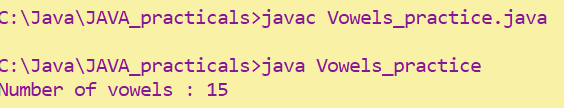 C:\Java\JAVA_practicals>javac Vowels_practice.java
C:\Java\JAVA_practicals>java Vowels_practice
Number of vowels : 15